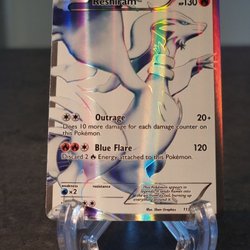 Reshiram HP130
Outrage 20+
Does 10 more damage for each damage counter on
this Pokémon.
Blue Flare 120
Discard 2 Energy attached to this Pokémon.
weakness resistance
×2